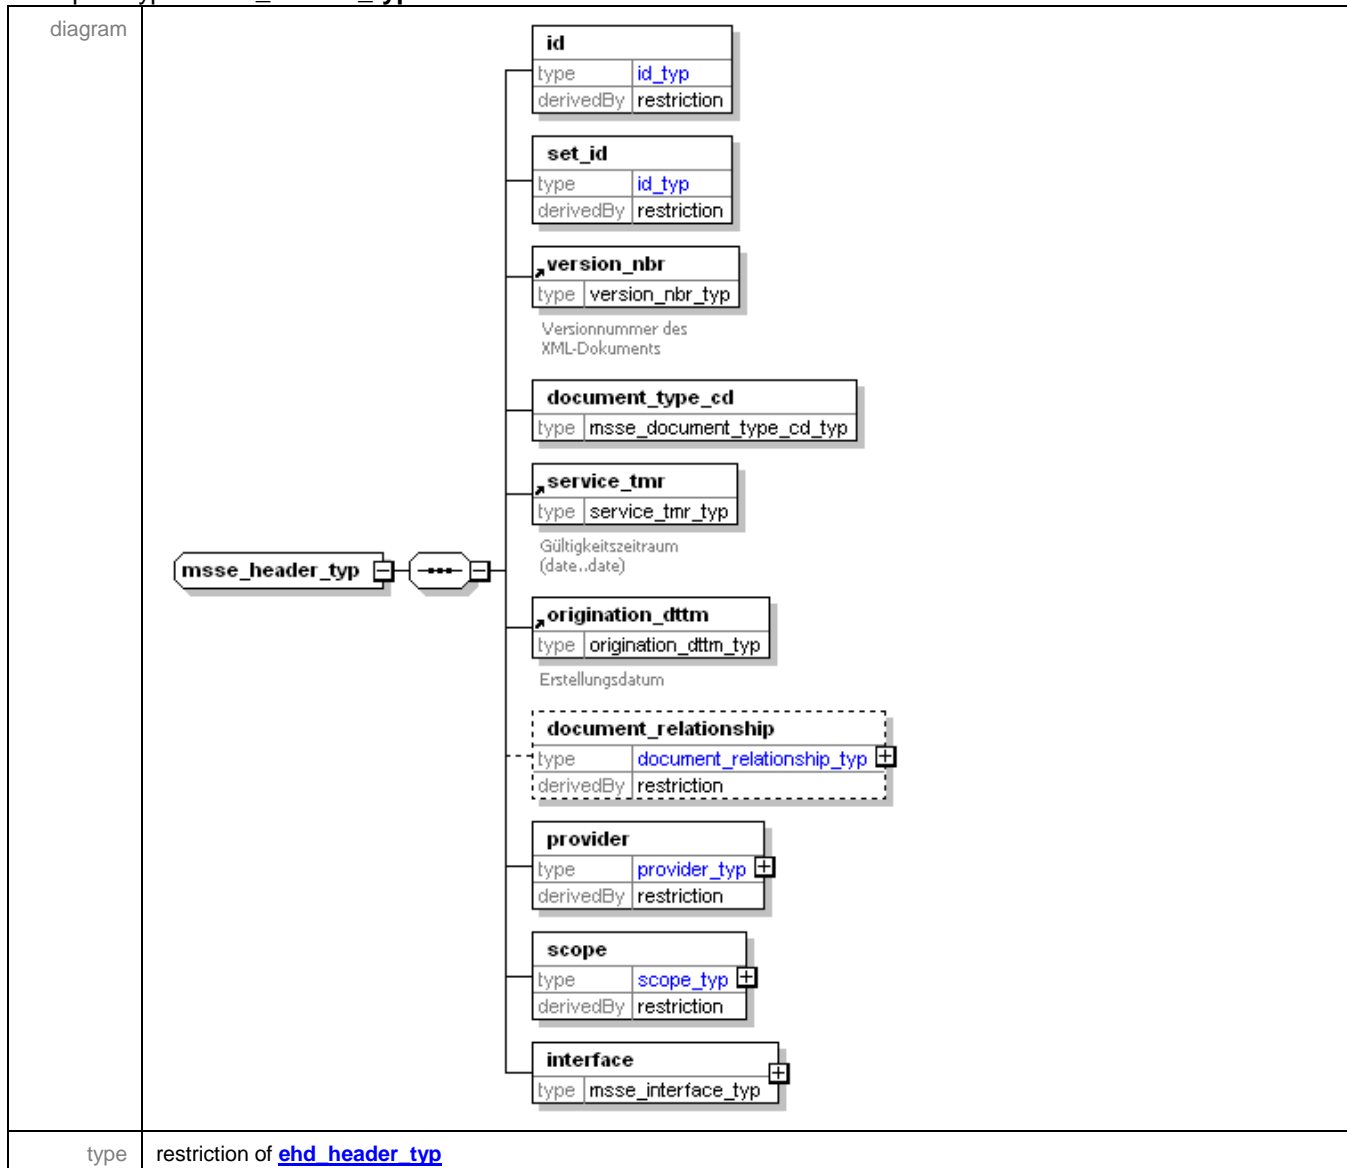 diagram
id
type id_typ
derivedBy restriction
set_id
type id_typ
derivedBy restriction
version_nbr
type version_nbr_typ
Versionnummer des
XML-Dokuments
document_type_cd
type msse_document_type_cd_typ
service_tmr
type service_tmr_typ
Gültigkeitszeitraum
(date..date)
msse_header_typ
origination_dttm
type origination_dttm_typ
Erstellungsdatum
document_relationship
type document_relationship_typ
derivedBy restriction
provider
type provider_typ
derivedBy restriction
scope
type scope_typ
derivedBy restriction
interface
type msse_interface_typ
type restriction of ehd_header_typ